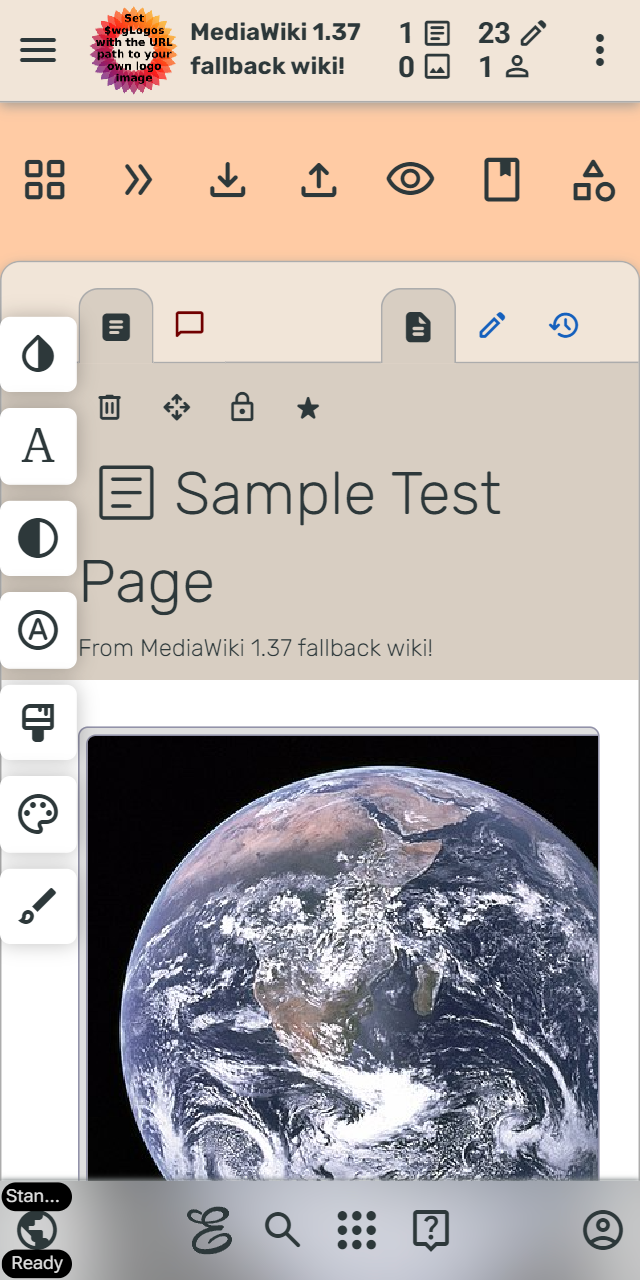 Set
$wgLogos
with the URL
path to your
own logo
image
MediaWiki 1.37
fallback wiki!
1
23
0
1
A
A
Sample Test
Page
From MediaWiki 1.37 fallback wiki!
Stan...
Ready
?